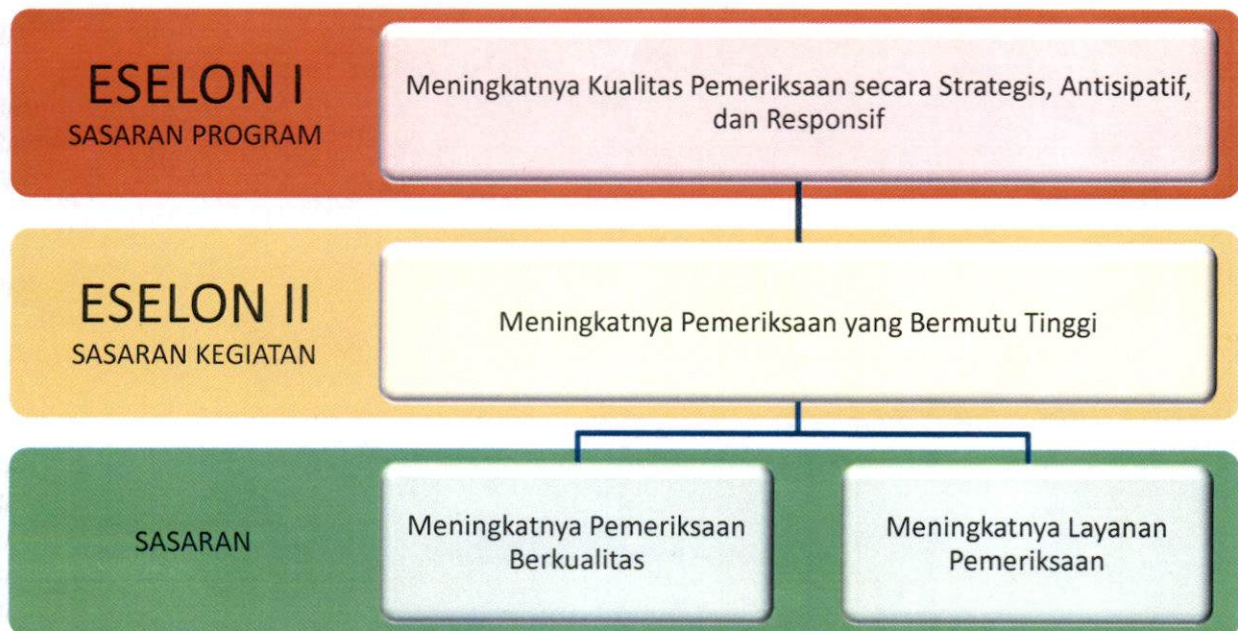 ESELON I
SASARAN PROGRAM
Meningkatnya Kualitas Pemeriksaan secara Strategis, Antisipatif,
dan Responsif
ESELON II
SASARAN KEGIATAN
Meningkatnya Pemeriksaan yang Bermutu Tinggi
SASARAN
Meningkatnya Pemeriksaan
Berkualitas
Meningkatnya Layanan
Pemeriksaan